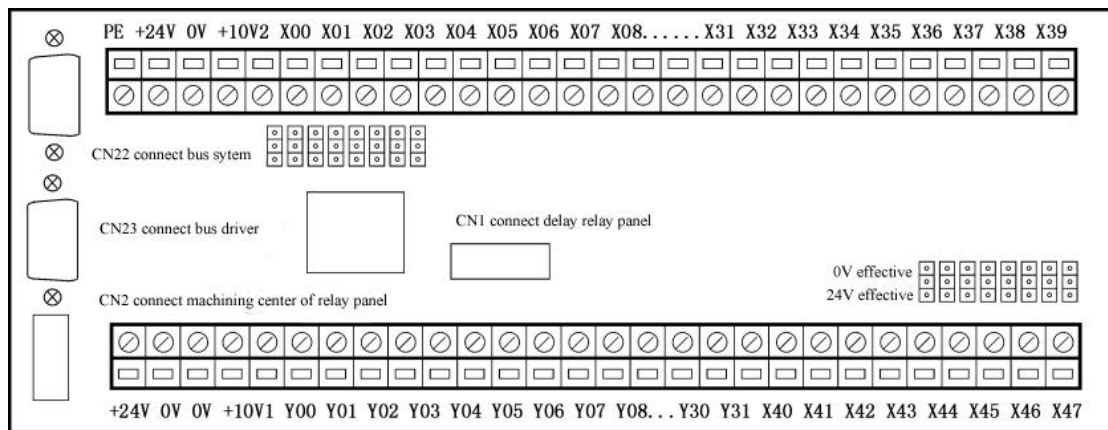 PE +24V 0V +10V2 X00 X01 X02 X03 X04 X05 X06 X07 X08......X31 X32 X33 X34 X35 X36 X37 X38 X39
CN22 connect bus sytem
CN23 connect bus driver
CN1 connect delay relay panel
0V effective
24V effective
CN2 connect machining center of relay panel
+24V 0V 0V +10V1 Y00 Y01 Y02 Y03 Y04 Y05 Y06 Y07 Y08...Y30 Y31 X40 X41 X42 X43 X44 X45 X46 X47